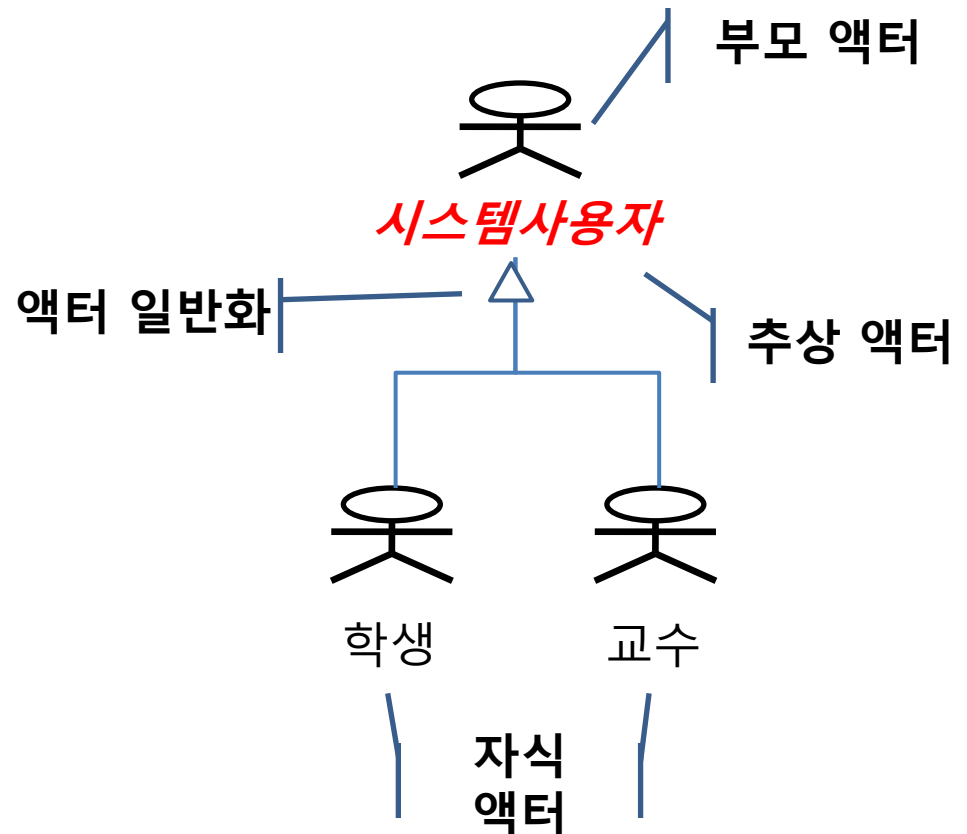 부모 액터
시스템사용자
액터 일반화
추상 액터
학생
교수
자식
액터